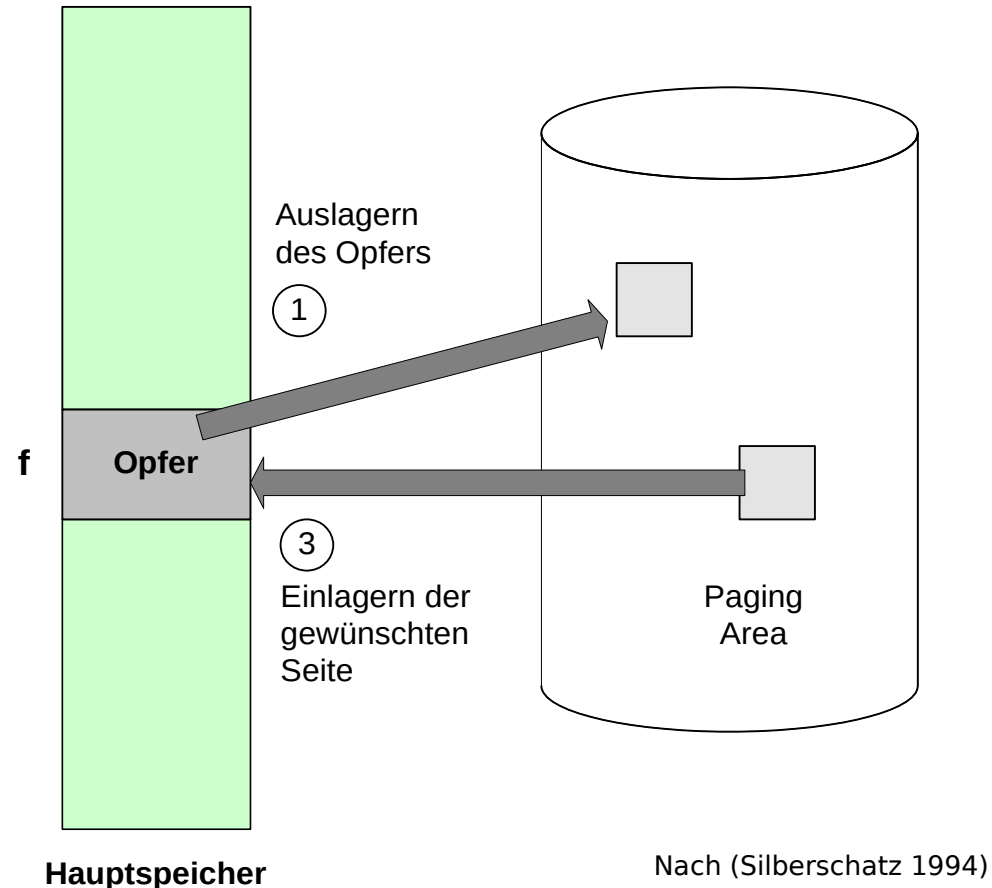 Auslagern
des Opfers
1
f
Opfer
3
Einlagern der
gewünschten
Seite
Paging
Area
Hauptspeicher
Nach (Silberschatz 1994)